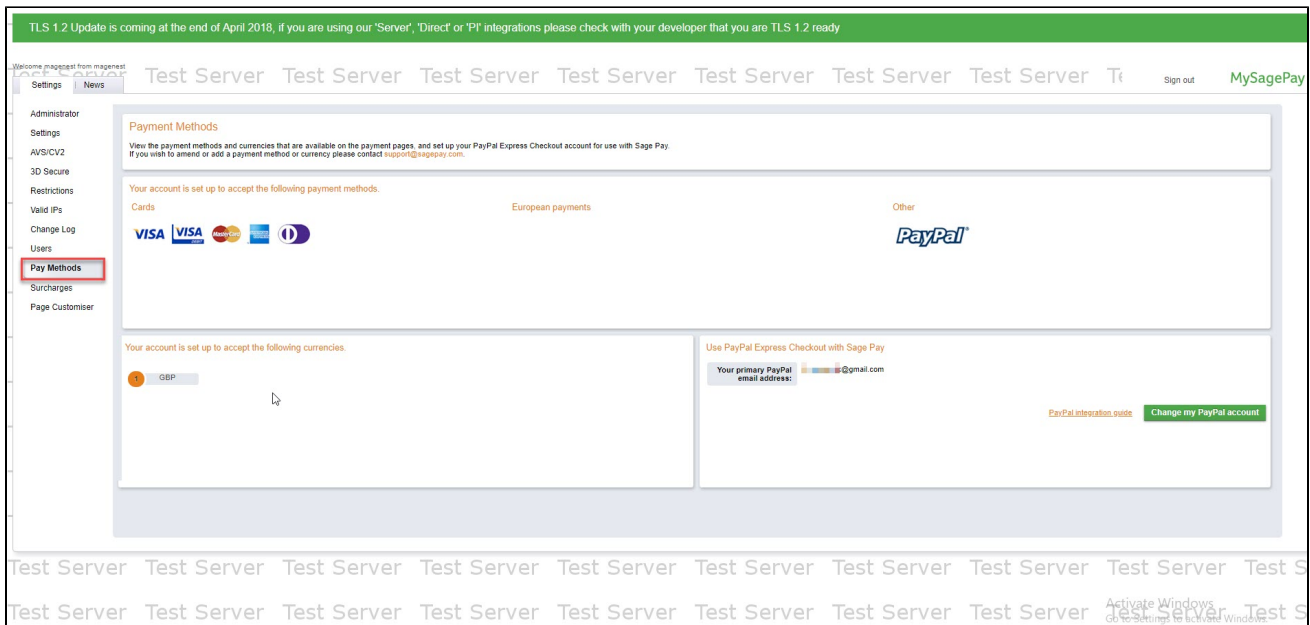 TLS 1.2 Update is coming at the end of April 2018, if you are using our 'Server', 'Direct' or 'PI' integrations please check with your developer that you are TLS 1.2 ready
Welcome magenest from magenest
Test Server Test Server Test Server Test Server Test Server Test Server Test Server Te
Sign out
MySagePay
Settings
News
Administrator
Settings
AVS/CV2
3D Secure
Restrictions
Valid IPs
Change Log
Users
Pay Methods
Surcharges
Page Customiser
Payment Methods
View the payment methods and currencies that are available on the payment pages, and set up your PayPal Express Checkout account for use with Sage Pay.
If you wish to amend or add a payment method or currency please contact support@sagepay.com.
Your account is set up to accept the following payment methods.
Cards
European payments
Other
VISA VISA MasterCard
PayPal
Your account is set up to accept the following currencies.
1 GBP
Use PayPal Express Checkout with Sage Pay
Your primary PayPal
email address:
@gmail.com
PayPal integration guide
Change my PayPal account
Test Server Test Server Test Server Test Server Test Server Test Server Test Server Test Server Test Server Test S
Test Server Test Server Test Server Test Server Test Server Test Server Test Server Test Server Test Server Test S
Activate Windows
Go to Settings to activate Windows.